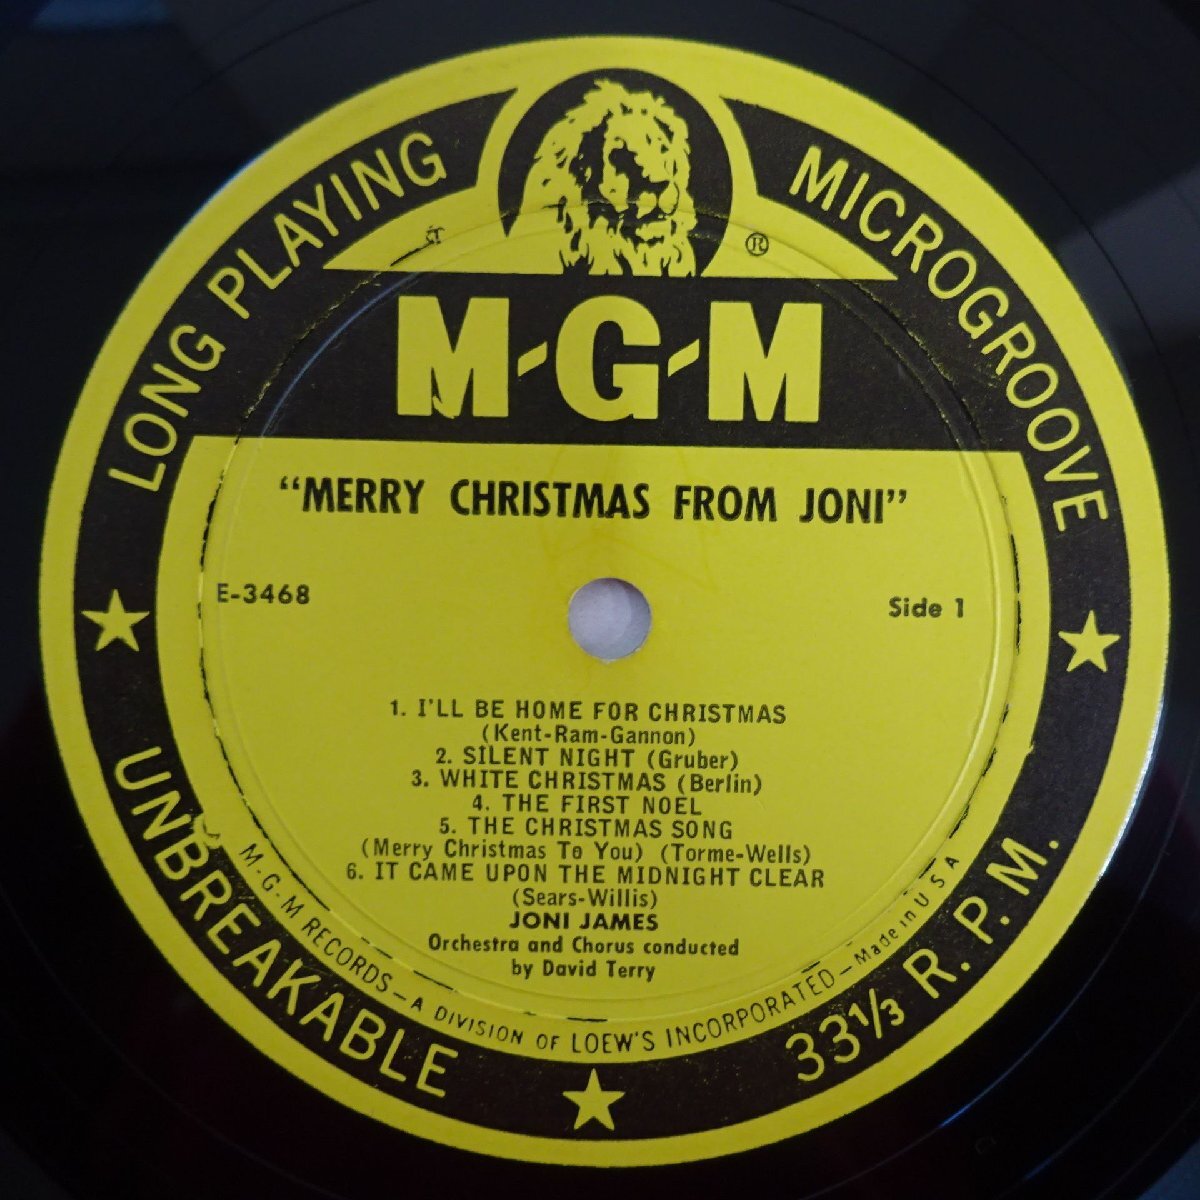 LONG PLAYING
MICROGROOVE
®
M-G-M
"MERRY CHRISTMAS FROM JONI"
E-3468
Side 1
1. I'LL BE HOME FOR CHRISTMAS
(Kent-Ram-Gannon)
2. SILENT NIGHT (Gruber)
3. WHITE CHRISTMAS (Berlin)
4. THE FIRST NOEL
5. THE CHRISTMAS SONG
(Merry Christmas To You) (Torme-Wells)
6. IT CAME UPON THE MIDNIGHT CLEAR
(Sears-Willis)
JONI JAMES
Orchestra and Chorus conducted
by David Terry
M-G-M RECORDS — A DIVISION OF LOEW'S INCORPORATED — Made in U S A
UNBREAKABLE
33⅓ R. P. M.